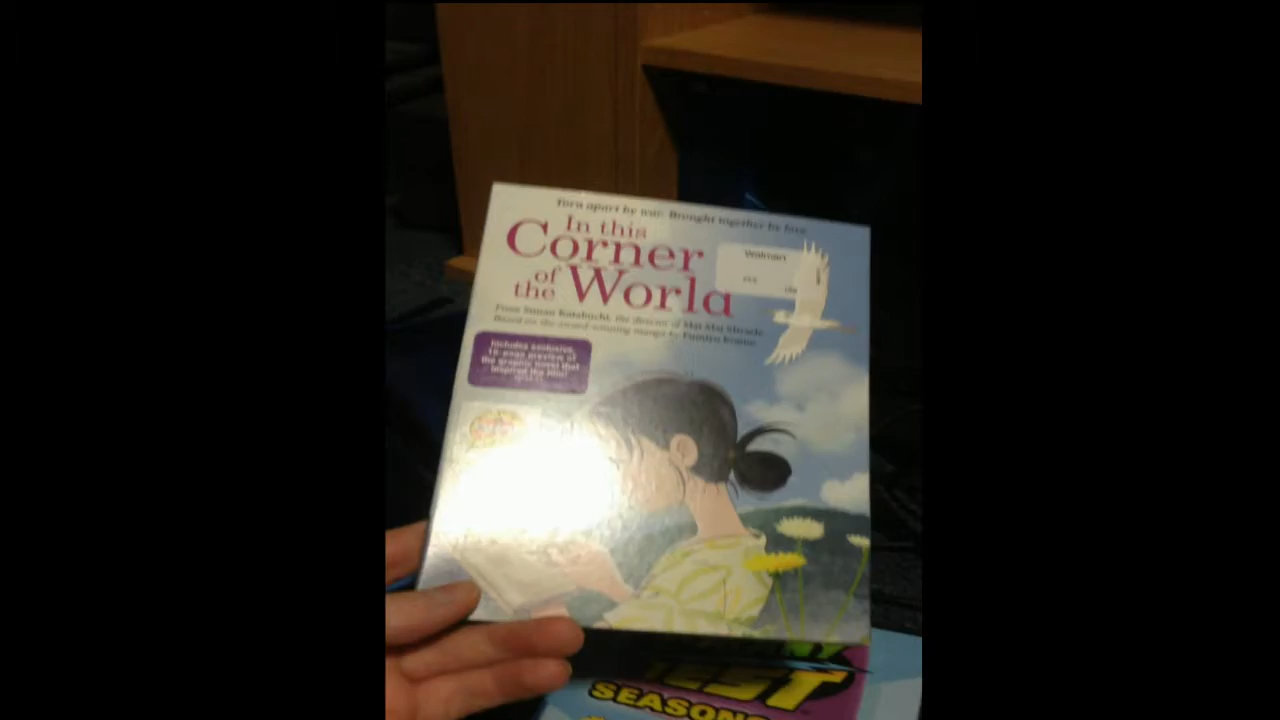 Torn apart by war. Brought together by love.
In this
Corner
of
the World
Walmart
From Sunao Katabuchi, the director of Mai Mai Miracle
Based on the award-winning manga by Fumiyo Kouno
Includes exclusive,
16-page preview of
the graphic novel that
inspired the film!
EST
SEASONS